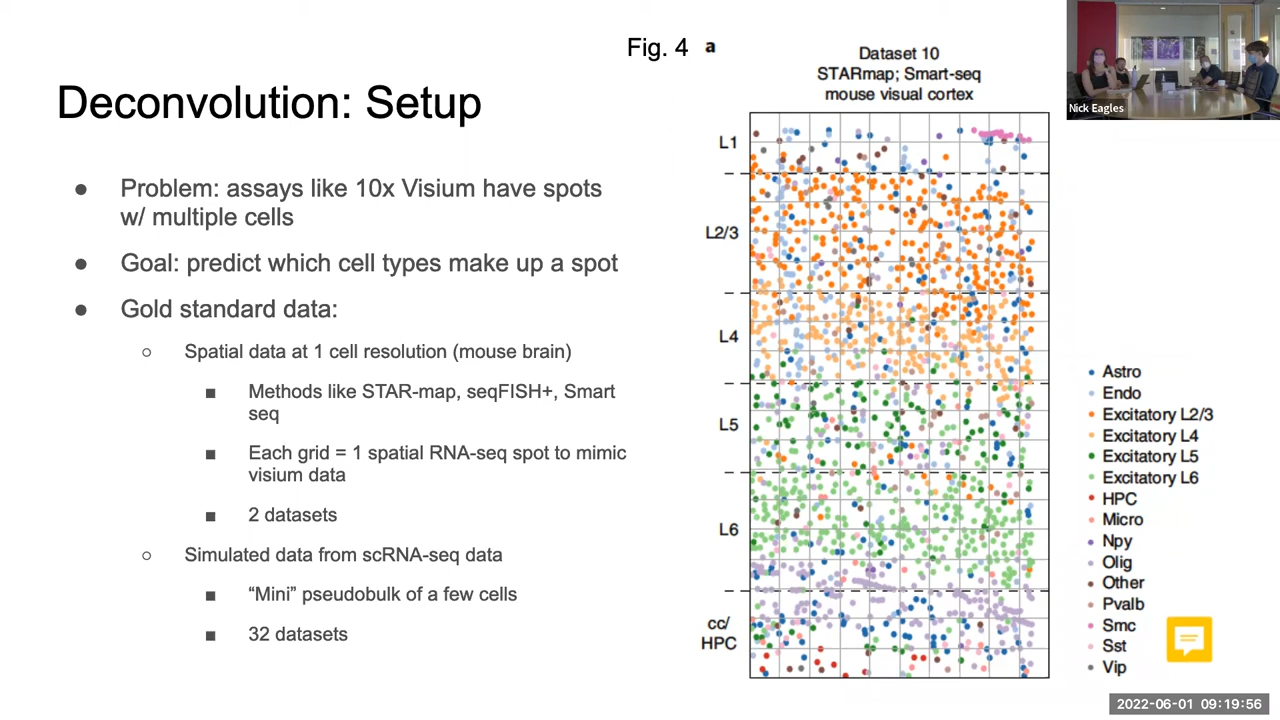 Fig. 4 a
Dataset 10
STARmap; Smart-seq
mouse visual cortex
Nick Eagles
Deconvolution: Setup
● Problem: assays like 10x Visium have spots
w/ multiple cells
● Goal: predict which cell types make up a spot
● Gold standard data:
○ Spatial data at 1 cell resolution (mouse brain)
■ Methods like STAR-map, seqFISH+, Smart
seq
■ Each grid = 1 spatial RNA-seq spot to mimic
visium data
■ 2 datasets
○ Simulated data from scRNA-seq data
■ “Mini” pseudobulk of a few cells
■ 32 datasets
L1
L2/3
L4
L5
L6
cc/
HPC
Astro
Endo
Excitatory L2/3
Excitatory L4
Excitatory L5
Excitatory L6
HPC
Micro
Npy
Olig
Other
Pvalb
Smc
Sst
Vip
2022-06-01 09:19:56